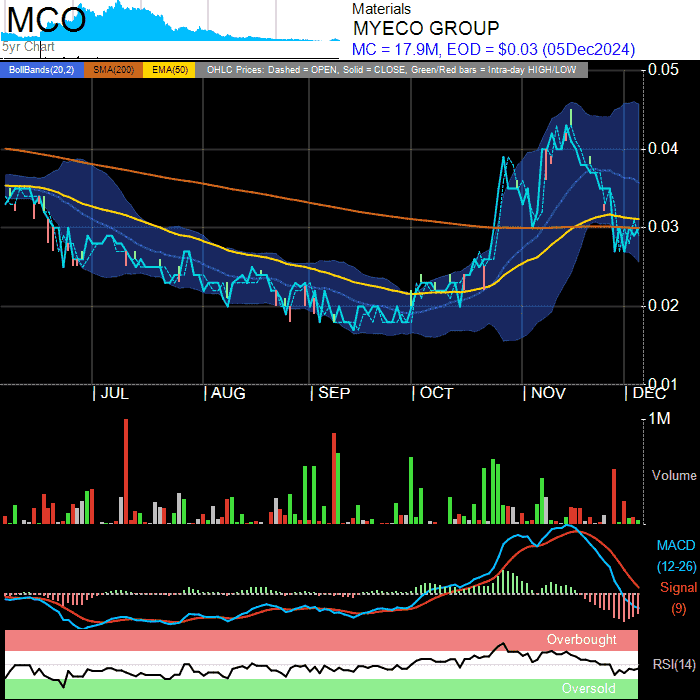 MCO
5yr Chart
Materials
MYECO GROUP
MC = 17.9M, EOD = $0.03 (05Dec2024)
BollBands(20,2) SMA(200) EMA(50) OHLC Prices: Dashed = OPEN, Solid = CLOSE, Green/Red bars = Intra-day HIGH/LOW
0.05
0.04
0.03
0.02
0.01
JUL AUG SEP OCT NOV DEC
1M
Volume
MACD
(12-26)
Signal
(9)
Overbought
RSI(14)
Oversold